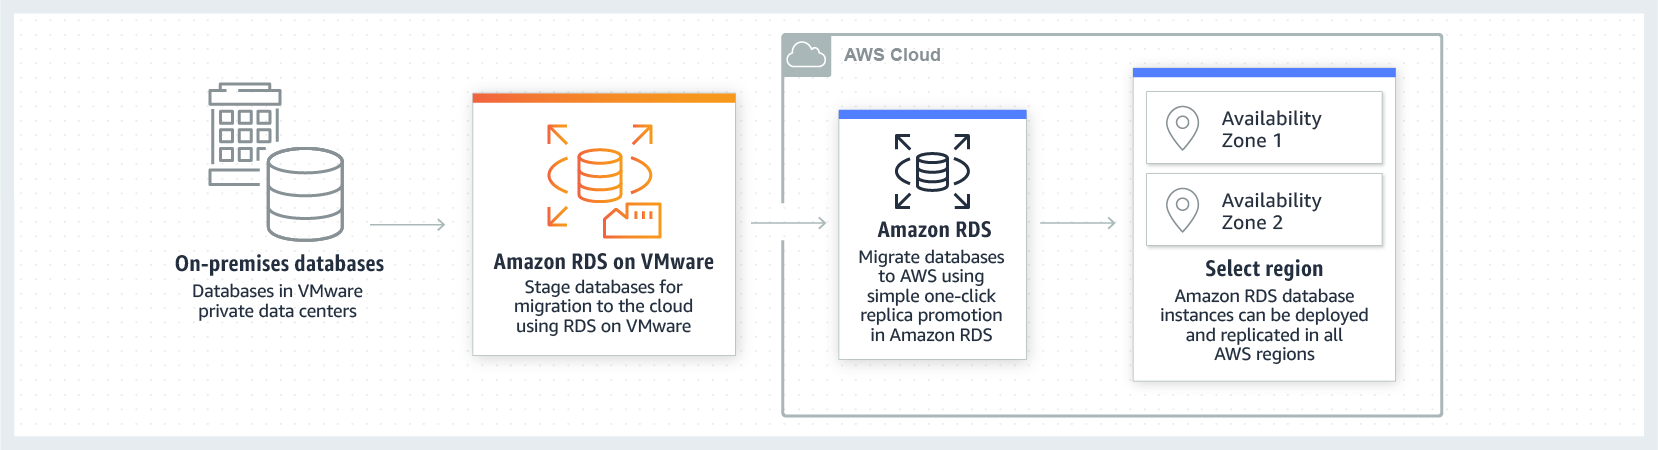 On-premises databases
Databases in VMware
private data centers
Amazon RDS on VMware
Stage databases for
migration to the cloud
using RDS on VMware
AWS Cloud
Amazon RDS
Migrate databases
to AWS using
simple one-click
replica promotion
in Amazon RDS
Availability
Zone 1
Availability
Zone 2
Select region
Amazon RDS database
instances can be deployed
and replicated in all
AWS regions